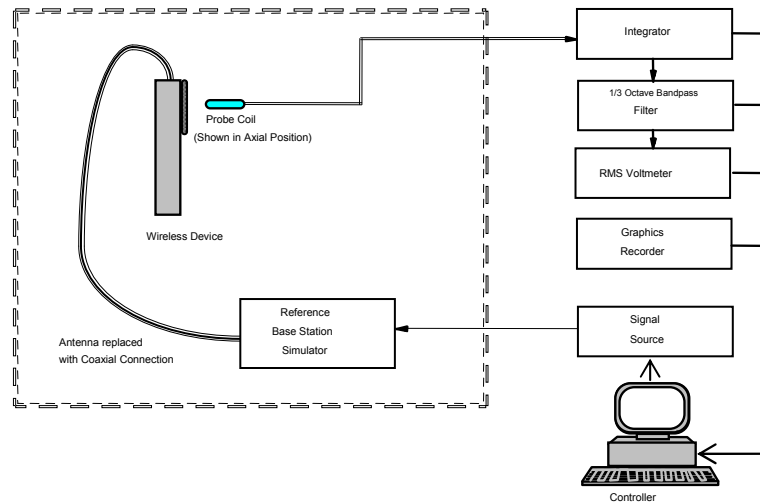 Integrator
1/3 Octave Bandpass
Filter
RMS Voltmeter
Graphics
Recorder
Signal
Source
Controller
Probe Coil
(Shown in Axial Position)
Wireless Device
Reference
Base Station
Simulator
Antenna replaced
with Coaxial Connection